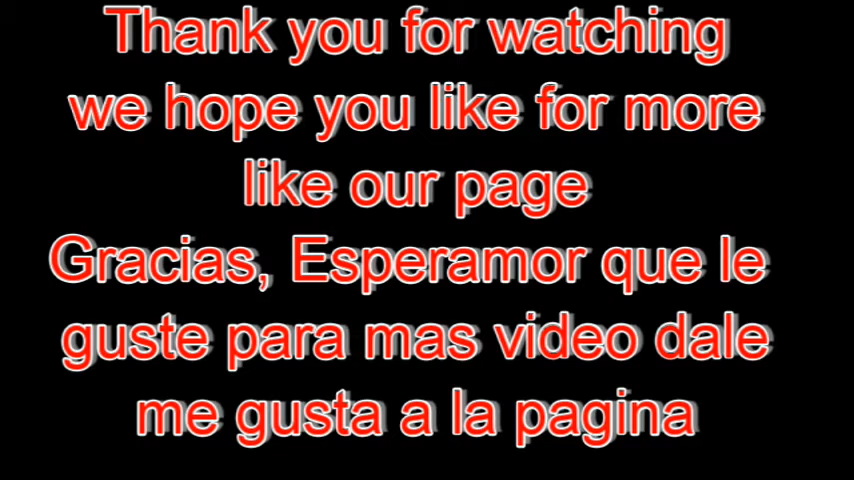 Thank you for watching
we hope you like for more
like our page
Gracias, Esperamor que le
guste para mas video dale
me gusta a la pagina